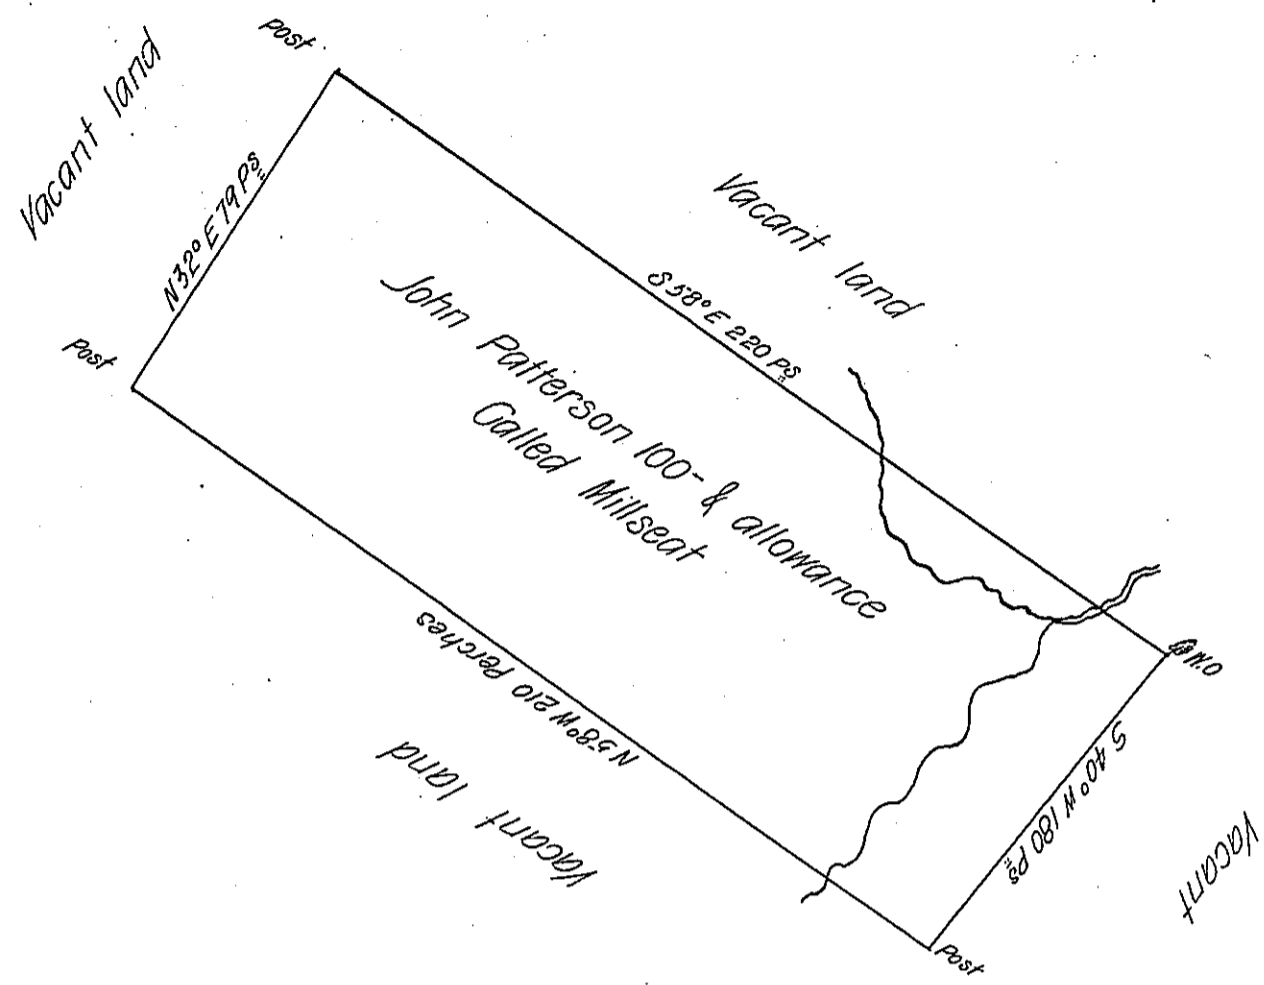 post
Vacant land
N 32° E 79 Ps
Vacant land
S 58° E 220 Ps
post
John Patterson 100- & allowance
Called Millseat
N 58° W 210 Perches
Vacant land
W.O
S 40° W 180 Ps
Vacant
Post